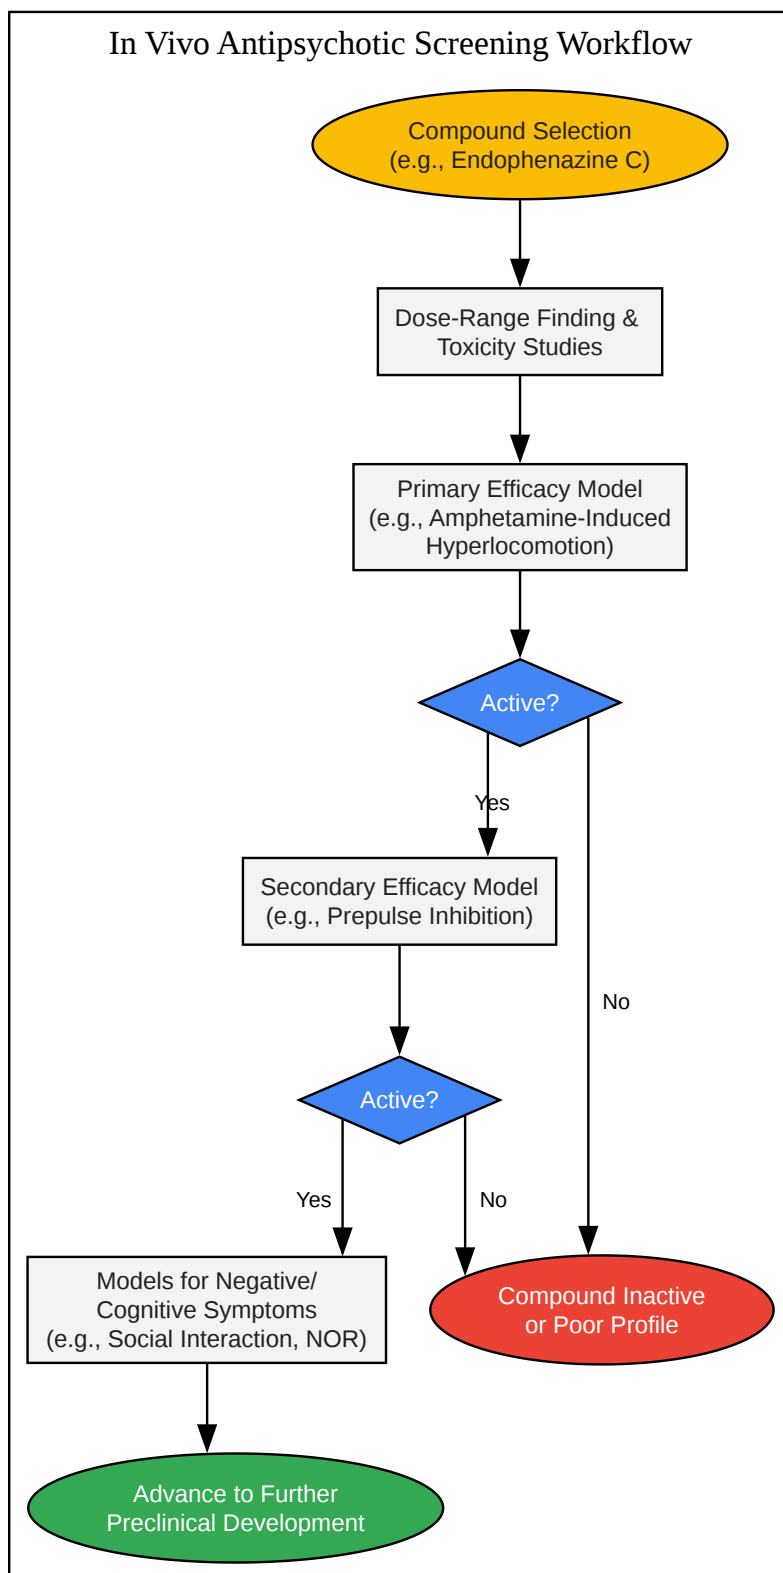 In Vivo Antipsychotic Screening Workflow
Compound Selection
(e.g., Endophenazine C)
Dose-Range Finding &
Toxicity Studies
Primary Efficacy Model
(e.g., Amphetamine-Induced
Hyperlocomotion)
Active?
Yes
Secondary Efficacy Model
(e.g., Prepulse Inhibition)
No
Active?
Yes
No
Models for Negative/
Cognitive Symptoms
(e.g., Social Interaction, NOR)
Compound Inactive
or Poor Profile
Advance to Further
Preclinical Development